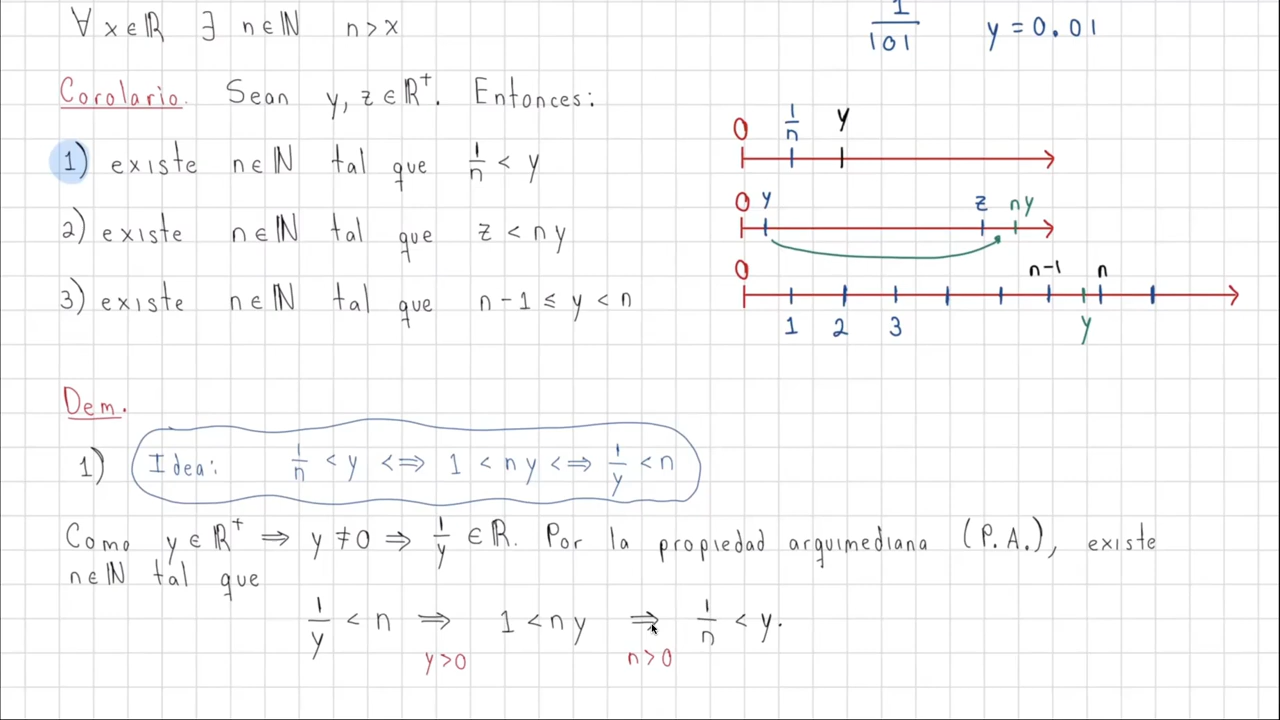 ∀ x ∈ ℝ ∃ n ∈ ℕ n > x
1/101 y = 0.01
Corolario. Sean y, z ∈ ℝ⁺. Entonces:
1) existe n ∈ ℕ tal que 1/n < y
2) existe n ∈ ℕ tal que z < ny
3) existe n ∈ ℕ tal que n-1 ≤ y < n
0 1/n y
0 y z ny
0 n-1 n
1 2 3 y
Dem.
1) Idea: 1/n < y <=> 1 < ny <=> 1/y < n
Como y ∈ ℝ⁺ ⇒ y ≠ 0 ⇒ 1/y ∈ ℝ. Por la propiedad arquimediana (P.A.), existe
n ∈ ℕ tal que
1/y < n ⇒ 1 < ny ⇒ 1/n < y.
y>0 n>0